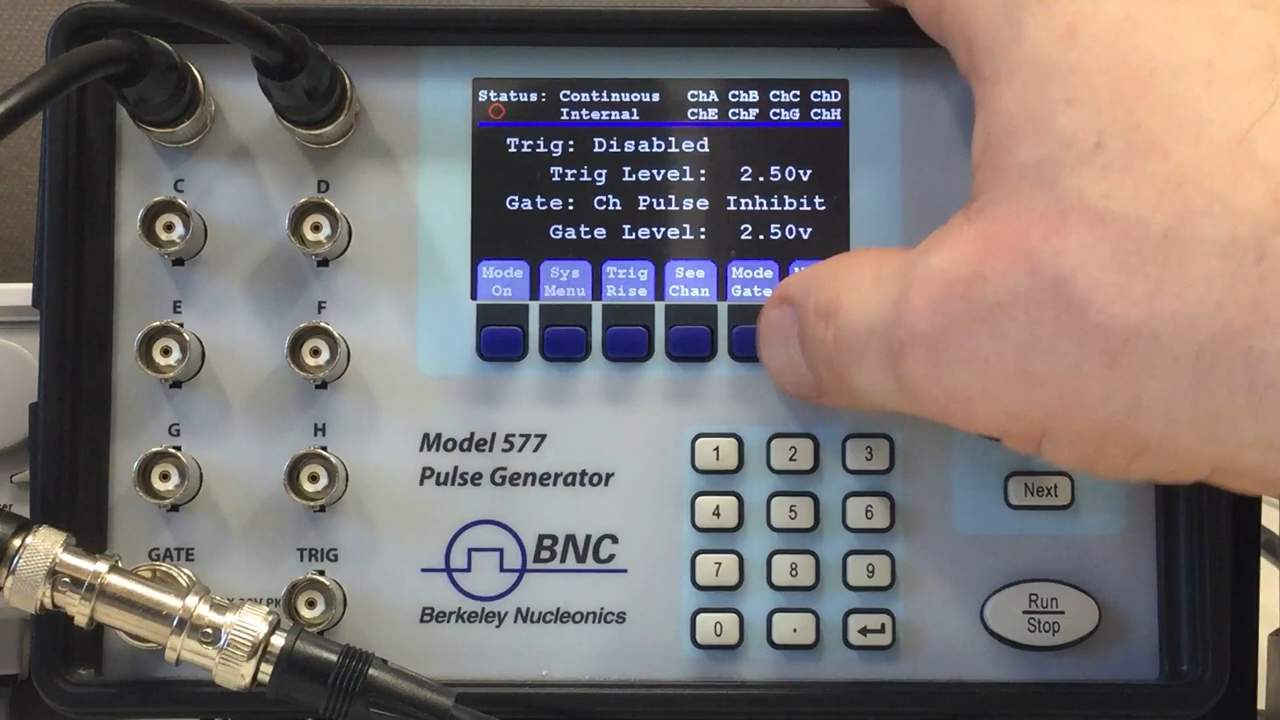 Status: Continuous ChA ChB ChC ChD
Internal ChE ChF ChG ChH
Trig: Disabled
Trig Level: 2.50v
Gate: Ch Pulse Inhibit
Gate Level: 2.50v
Mode Sys Trig See Mode
On Menu Rise Chan Gate
C D
E F
G H
GATE TRIG
Model 577
Pulse Generator
BNC
Berkeley Nucleonics
1 2 3
4 5 6
7 8 9
0 .
Next
Run
Stop